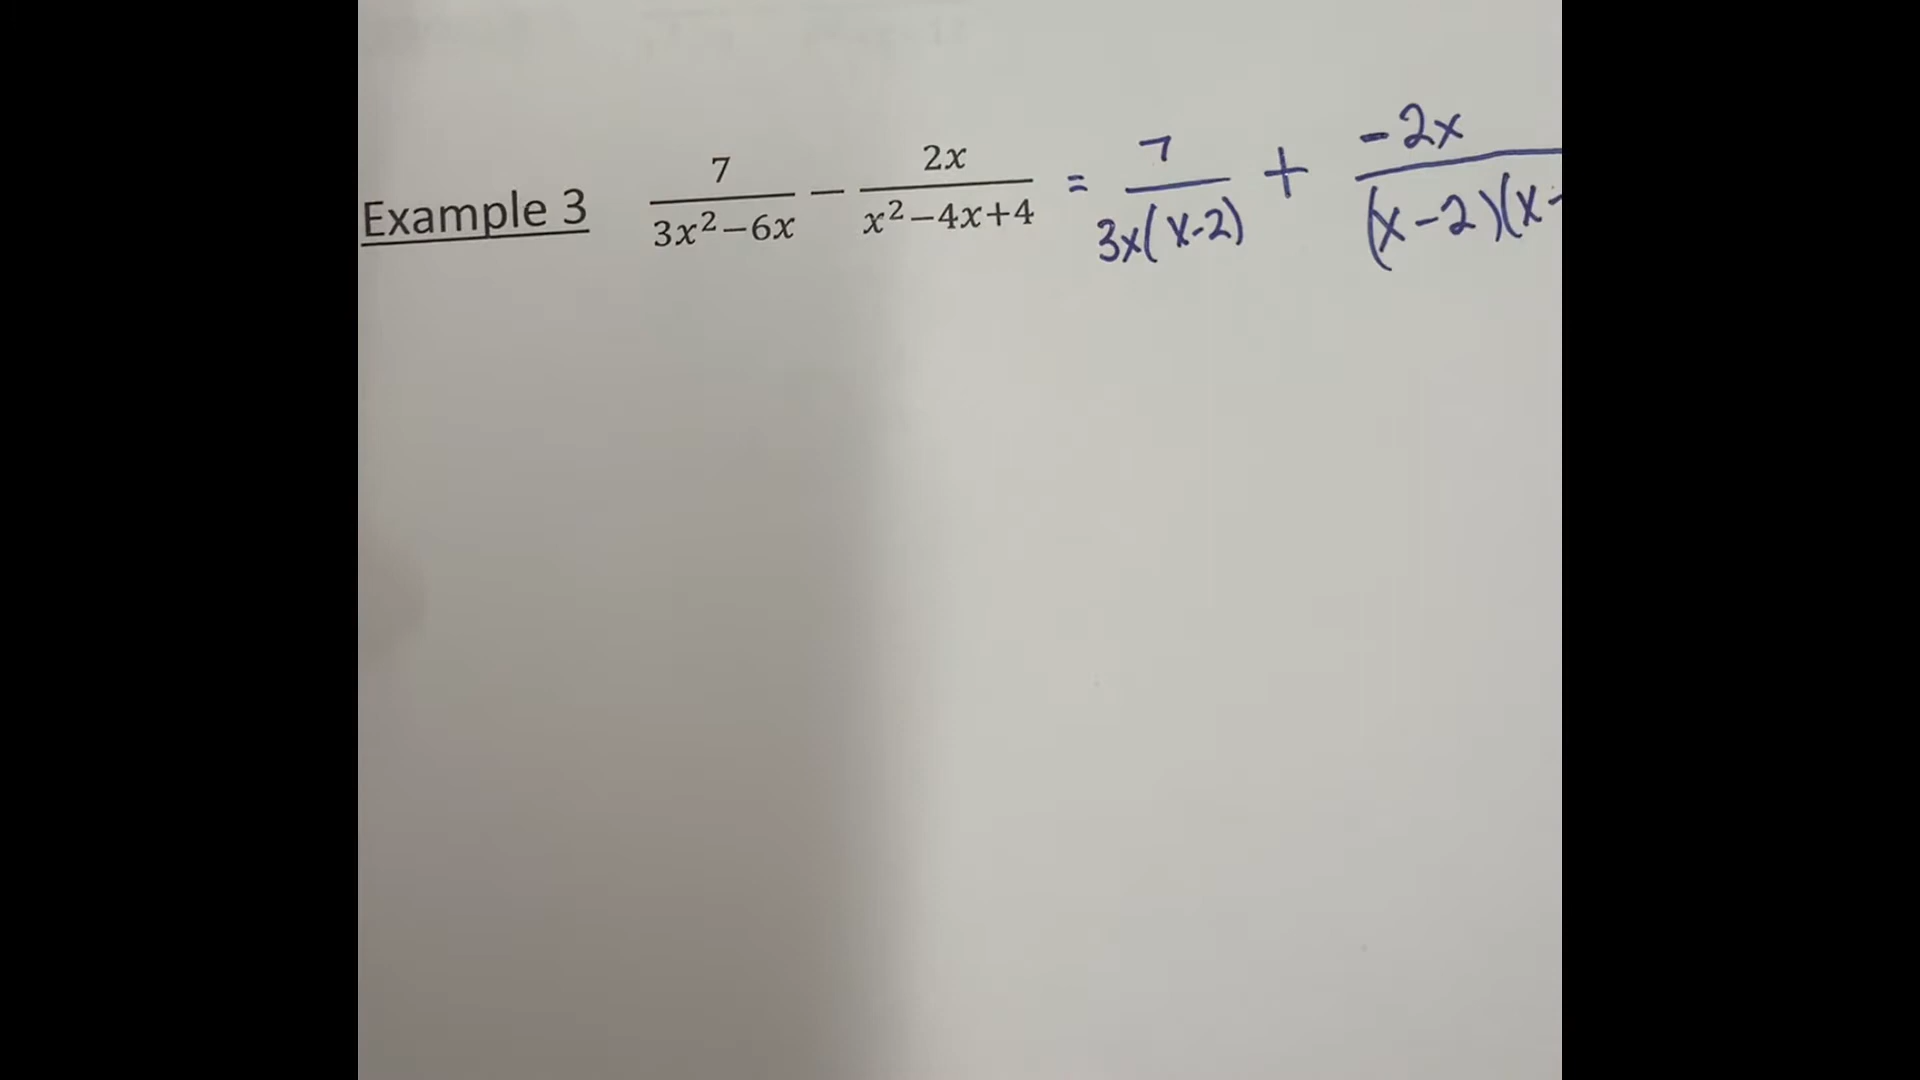 Example 3 7/(3x²−6x) − 2x/(x²−4x+4) = 7/(3x(x-2)) + -2x/((x-2)(x-